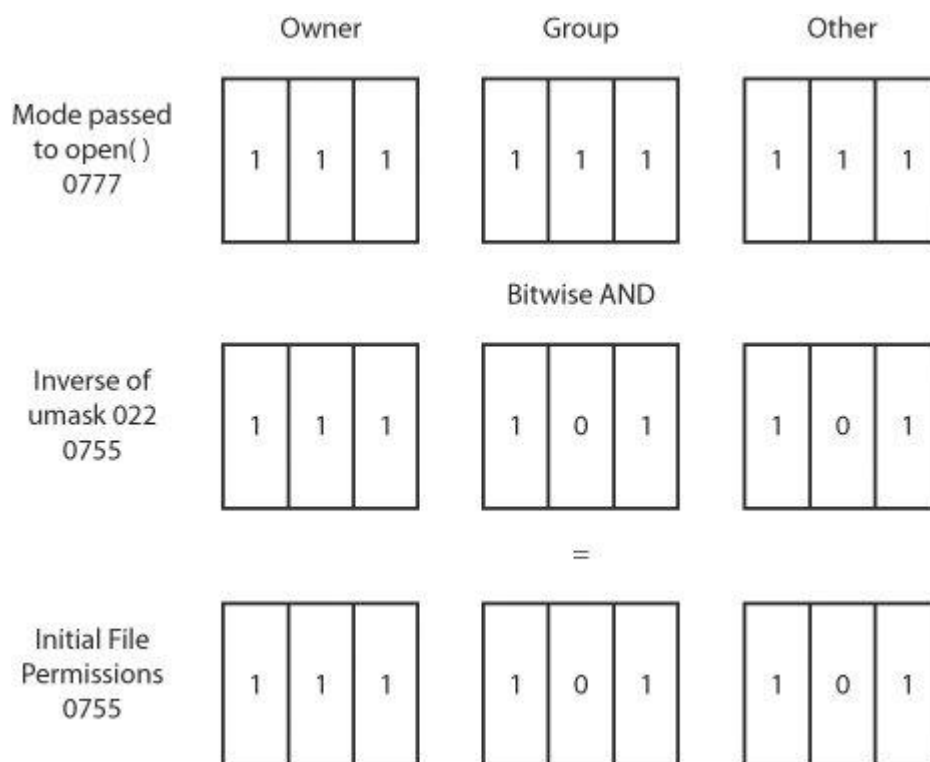 Owner Group Other
Mode passed
to open( )
0777
1 1 1 1 1 1 1 1 1
Bitwise AND
Inverse of
umask 022
0755
1 1 1 1 0 1 1 0 1
=
Initial File
Permissions
0755
1 1 1 1 0 1 1 0 1